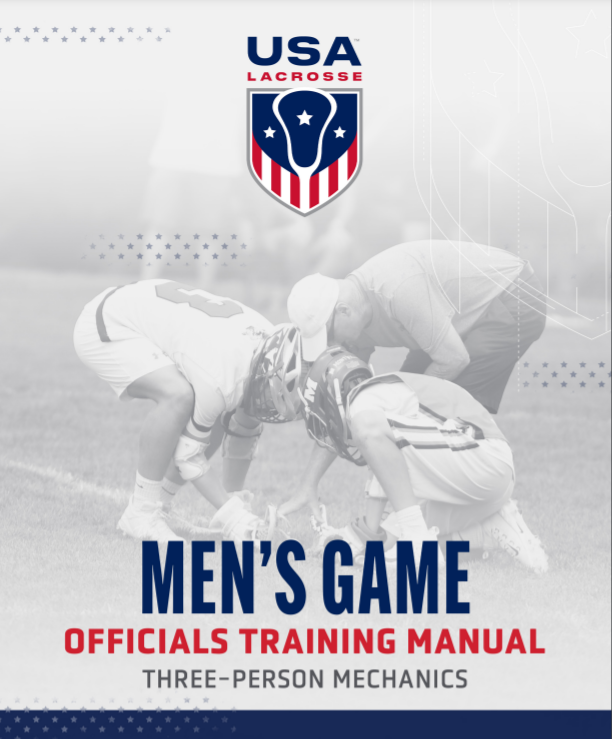 USA
LACROSSE
MEN'S GAME
OFFICIALS TRAINING MANUAL
THREE-PERSON MECHANICS